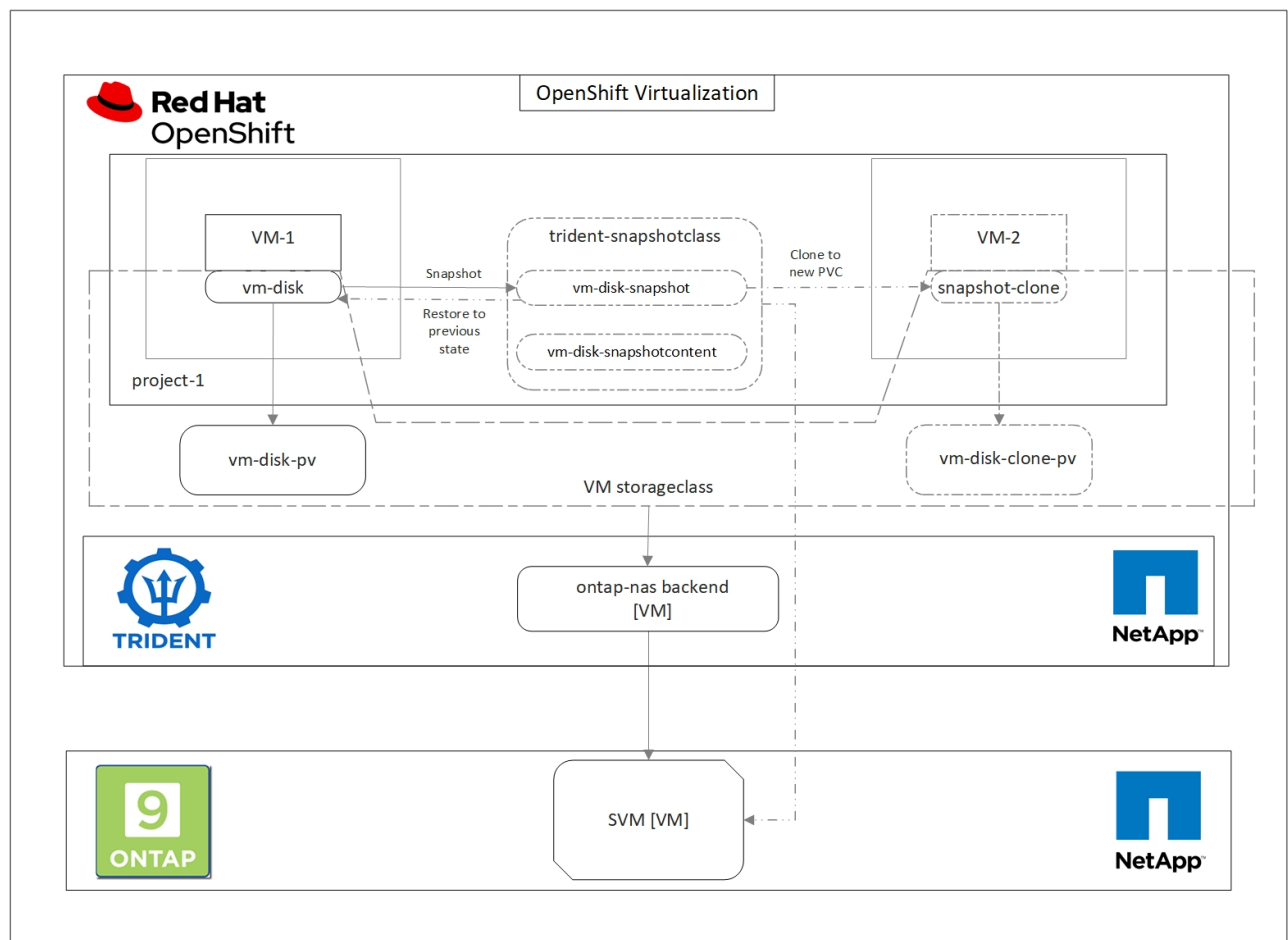 OpenShift Virtualization
Red Hat
OpenShift
VM-1
vm-disk
Snapshot
Restore to
previous
state
trident-snapshotclass
vm-disk-snapshot
vm-disk-snapshotcontent
Clone to
new PVC
VM-2
snapshot-clone
project-1
vm-disk-pv
vm-disk-clone-pv
VM storageclass
TRIDENT
ontap-nas backend
[VM]
NetApp™
9
ONTAP
SVM [VM]
NetApp™